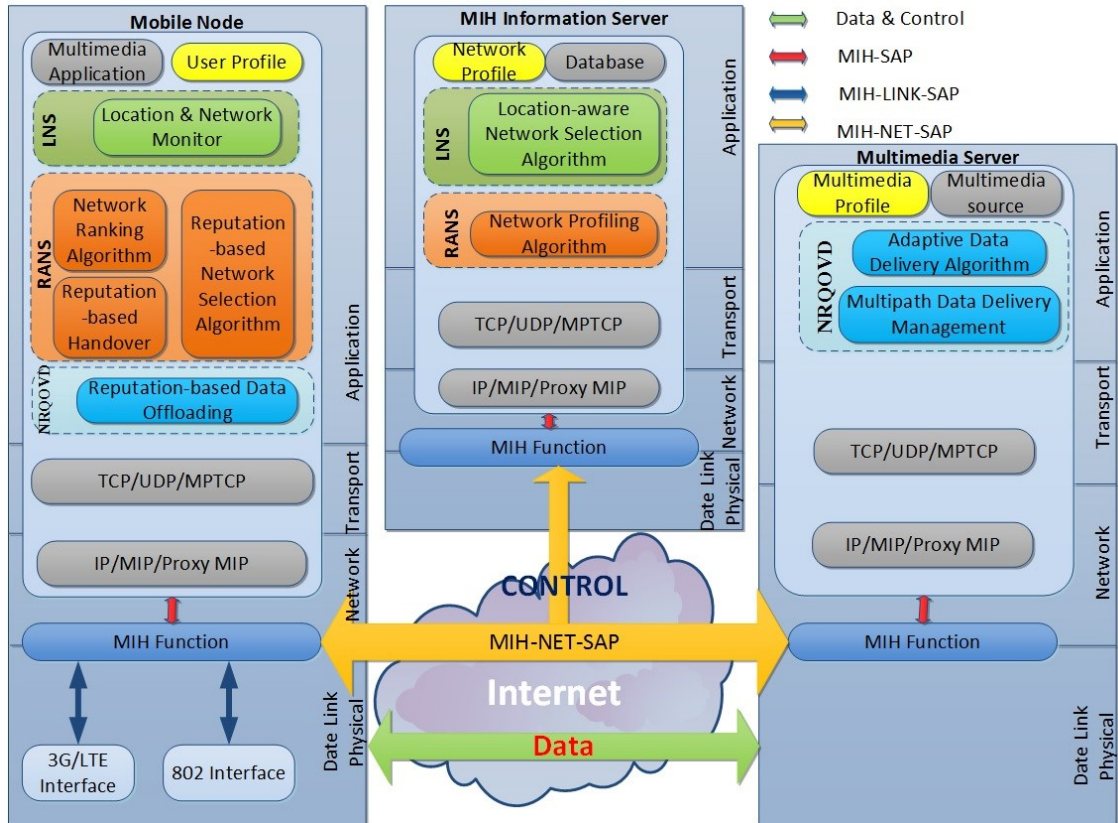 Mobile Node
Multimedia
Application
User Profile
LNS
Location & Network
Monitor
RANS
Network
Ranking
Algorithm
Reputation
-based
Handover
Reputation
-based
Network
Selection
Algorithm
NRQOVD
Reputation-based Data
Offloading
Application
TCP/UDP/MPTCP
Transport
IP/MIP/Proxy MIP
Network
MIH Function
3G/LTE
Interface
802 Interface
Date Link
Physical
MIH Information Server
Network
Profile
Database
LNS
Location-aware
Network Selection
Algorithm
RANS
Network Profiling
Algorithm
Application
TCP/UDP/MPTCP
Transport
IP/MIP/Proxy MIP
Network
MIH Function
Date Link
Physical
Data & Control
MIH-SAP
MIH-LINK-SAP
MIH-NET-SAP
Multimedia Server
Multimedia
Profile
Multimedia
source
NRQOVD
Adaptive Data
Delivery Algorithm
Multipath Data Delivery
Management
Application
TCP/UDP/MPTCP
Transport
IP/MIP/Proxy MIP
Network
MIH Function
Date Link
Physical
CONTROL
MIH-NET-SAP
Internet
Data